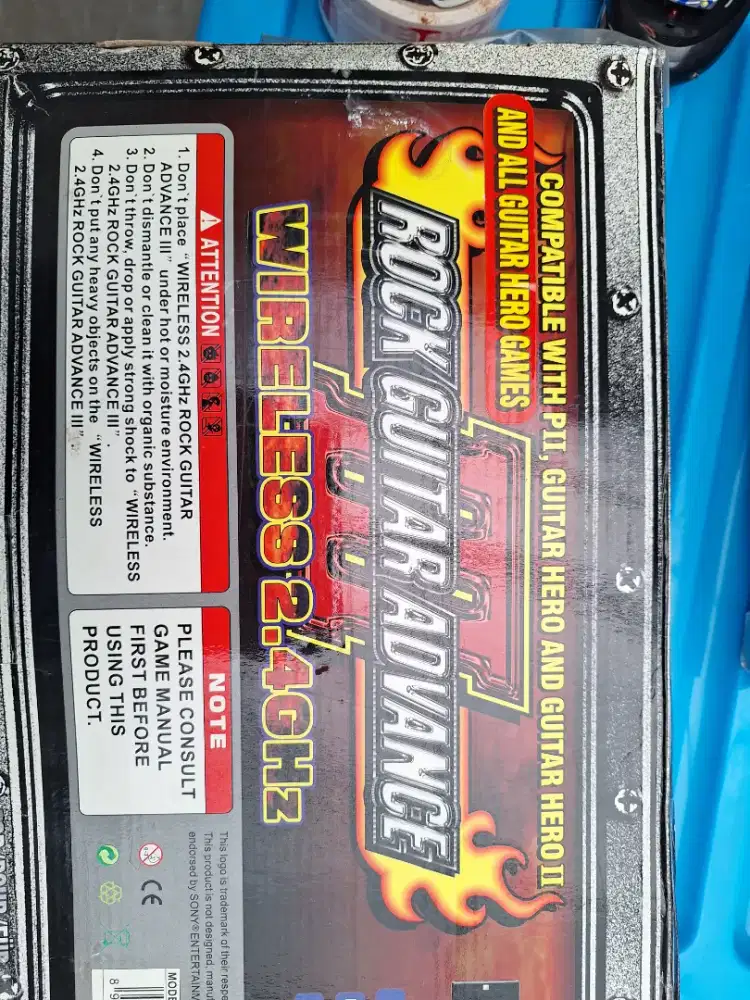 COMPATIBLE WITH PII, GUITAR HERO AND GUITAR HERO II
AND ALL GUITAR HERO GAMES
ROCK GUITAR ADVANCE
III
WIRELESS 2.4GHz
ATTENTION
1. Don't place “WIRELESS 2.4GHz ROCK GUITAR
ADVANCE III” under hot or moisture environment.
2. Don't dismantle or clean it with organic substance.
3. Don't throw, drop or apply strong shock to “WIRELESS
2.4GHz ROCK GUITAR ADVANCE III”.
4. Don't put any heavy objects on the “WIRELESS
2.4GHz ROCK GUITAR ADVANCE III”.
NOTE
PLEASE CONSULT
GAME MANUAL
FIRST BEFORE
USING THIS
PRODUCT.
This logo is trademark of their
This product is not designed,
endorsed by SONY®
CE